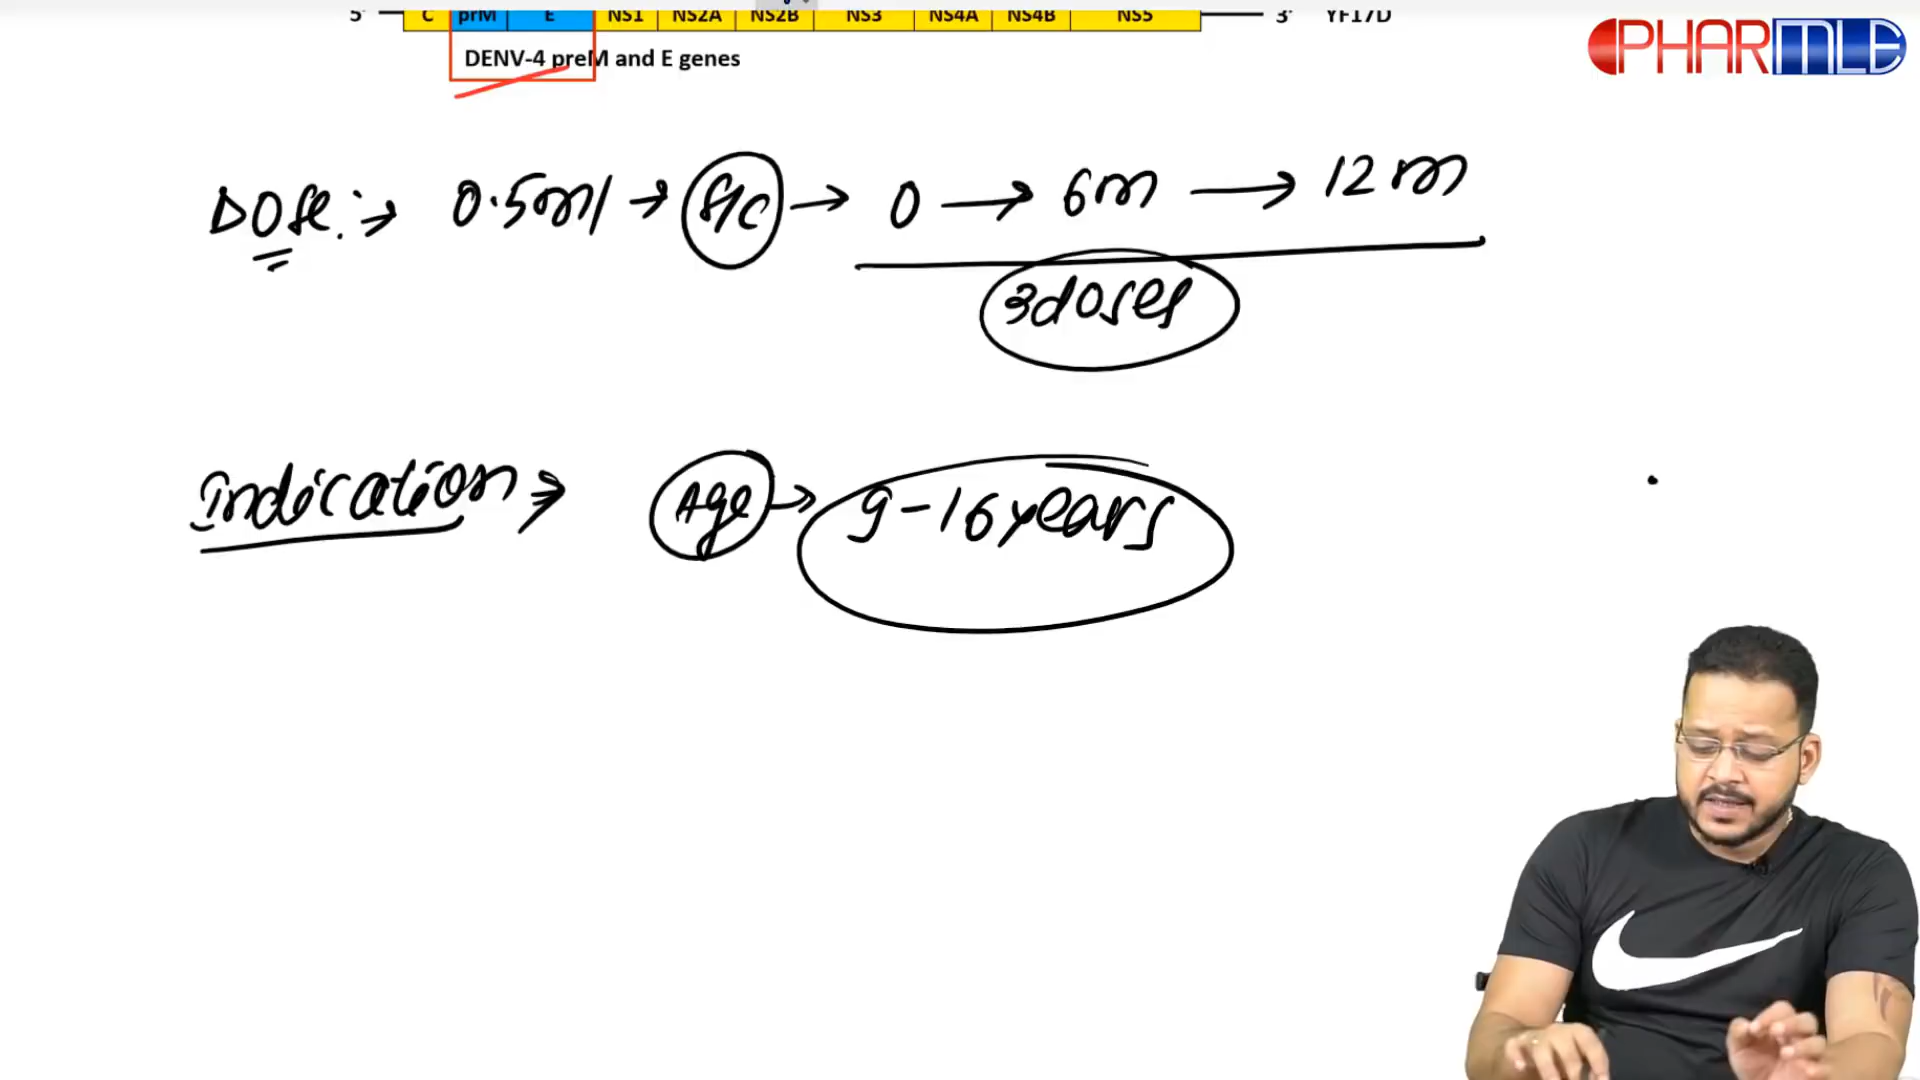 5' C prM E NS1 NS2A NS2B NS3 NS4A NS4B NS5 3' YF17D
PHARMLE
DENV-4 preM and E genes
Dose :→ 0.5ml → S/C → 0 → 6m → 12m
3doses
Indication → Age → 9-16years